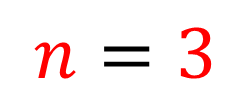 n = 3